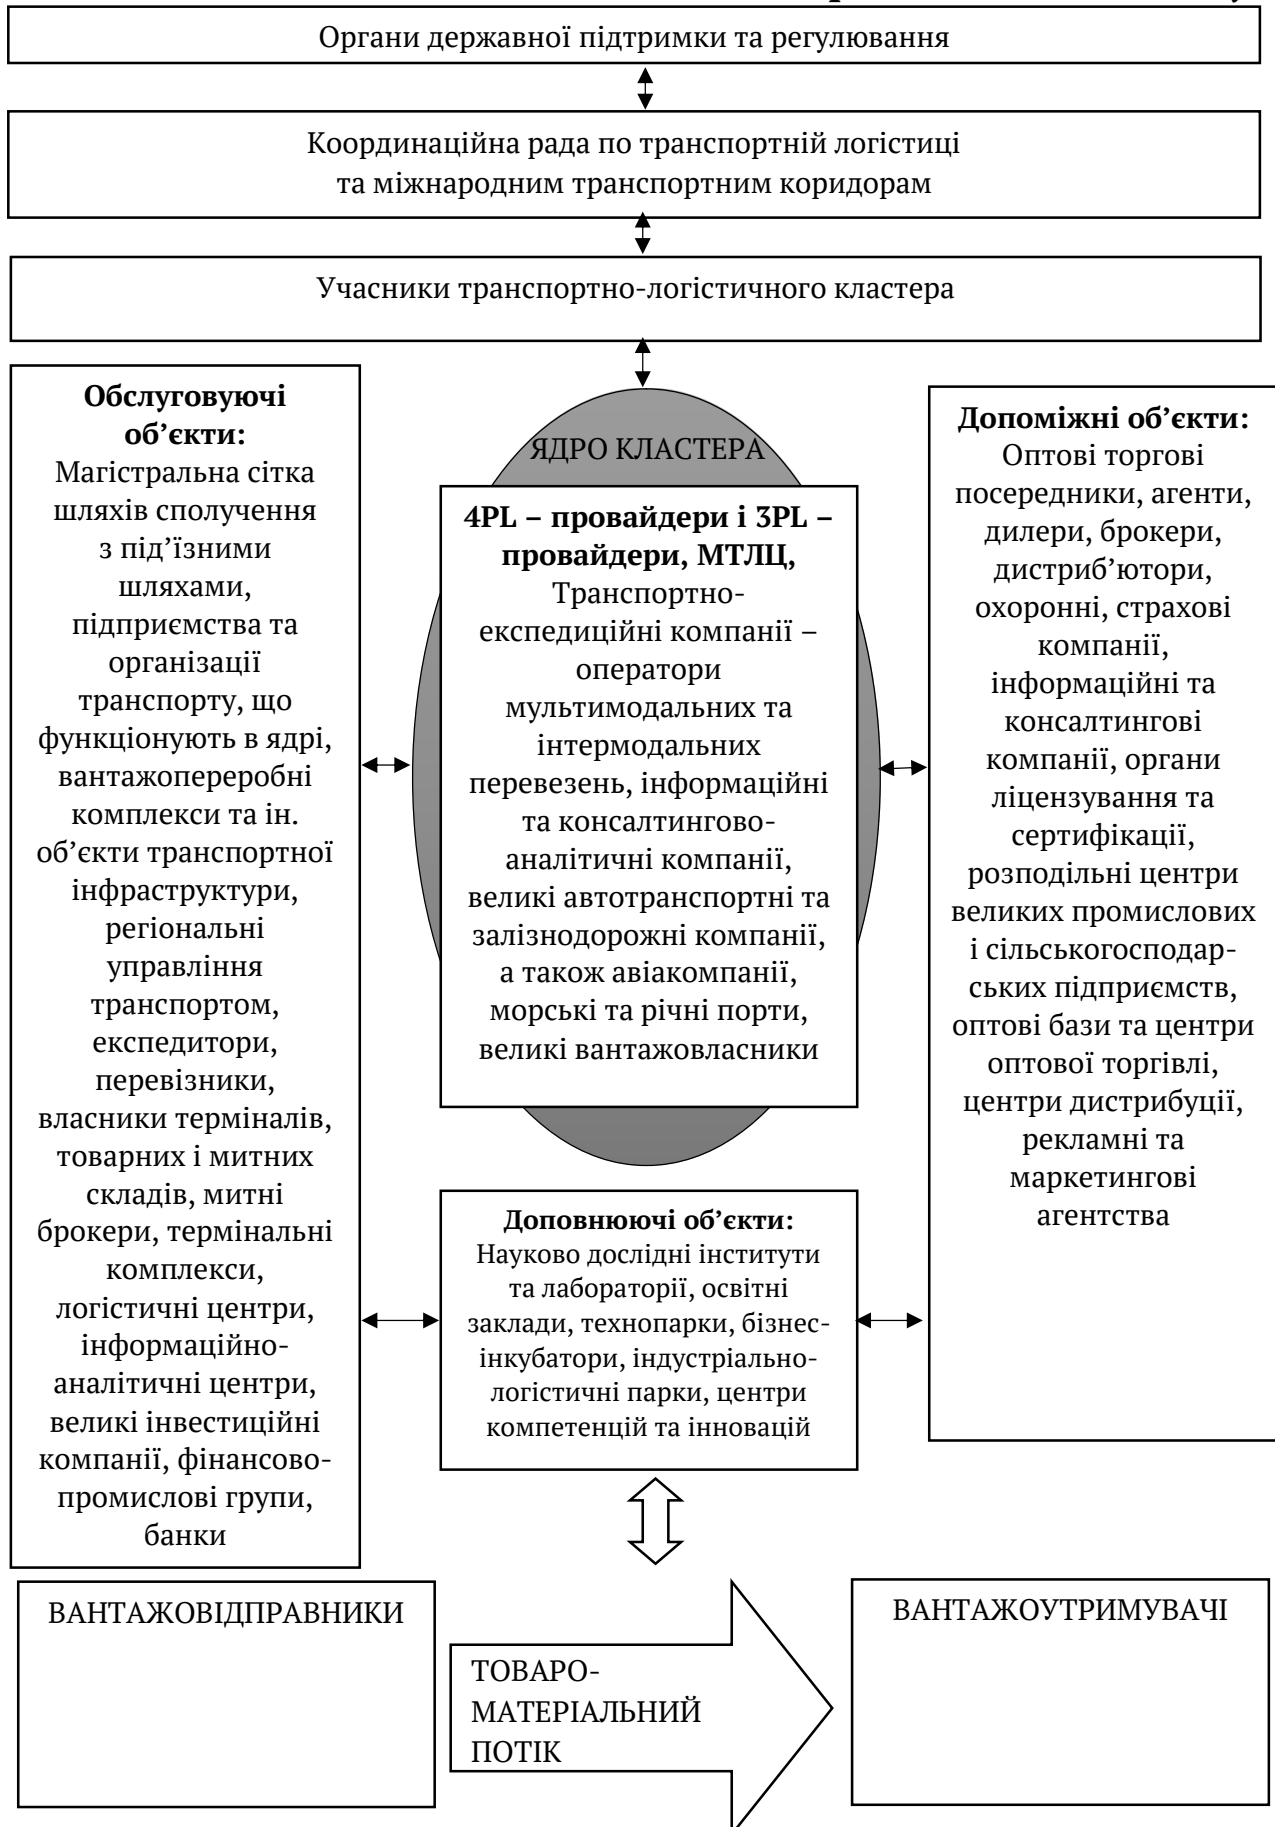 Органи державної підтримки та регулювання
Координаційна рада по транспортній логістиці
та міжнародним транспортним коридорам
Учасники транспортно-логістичного кластера
Обслуговуючі
об’єкти:
Магістральна сітка
шляхів сполучення
з під’їзними
шляхами,
підприємства та
організації
транспорту, що
функціонують в ядрі,
вантажопереробні
комплекси та ін.
об’єкти транспортної
інфраструктури,
регіональні
управління
транспортом,
експедитори,
перевізники,
власники терміналів,
товарних і митних
складів, митні
брокери, термінальні
комплекси,
логістичні центри,
інформаційно-
аналітичні центри,
великі інвестиційні
компанії, фінансово-
промислові групи,
банки
ЯДРО КЛАСТЕРА
4PL – провайдери і 3PL –
провайдери, МТЛЦ,
Транспортно-
експедиційні компанії –
оператори
мультимодальних та
інтермодальних
перевезень, інформаційні
та консалтингово-
аналітичні компанії,
великі автотранспортні та
залізнодорожні компанії,
а також авіакомпанії,
морські та річні порти,
великі вантажовласники
Доповнюючі об’єкти:
Науково дослідні інститути
та лабораторії, освітні
заклади, технопарки, бізнес-
інкубатори, індустріально-
логістичні парки, центри
компетенцій та інновацій
Допоміжні об’єкти:
Оптові торгові
посередники, агенти,
дилери, брокери,
дистриб’ютори,
охоронні, страхові
компанії,
інформаційні та
консалтингові
компанії, органи
ліцензування та
сертифікації,
розподільні центри
великих промислових
і сільськогосподар-
ських підприємств,
оптові бази та центри
оптової торгівлі,
центри дистрибуції,
рекламні та
маркетингові
агентства
ВАНТАЖОВІДПРАВНИКИ
ТОВАРО-
МАТЕРІАЛЬНИЙ
ПОТІК
ВАНТАЖОУТРИМУВАЧІ